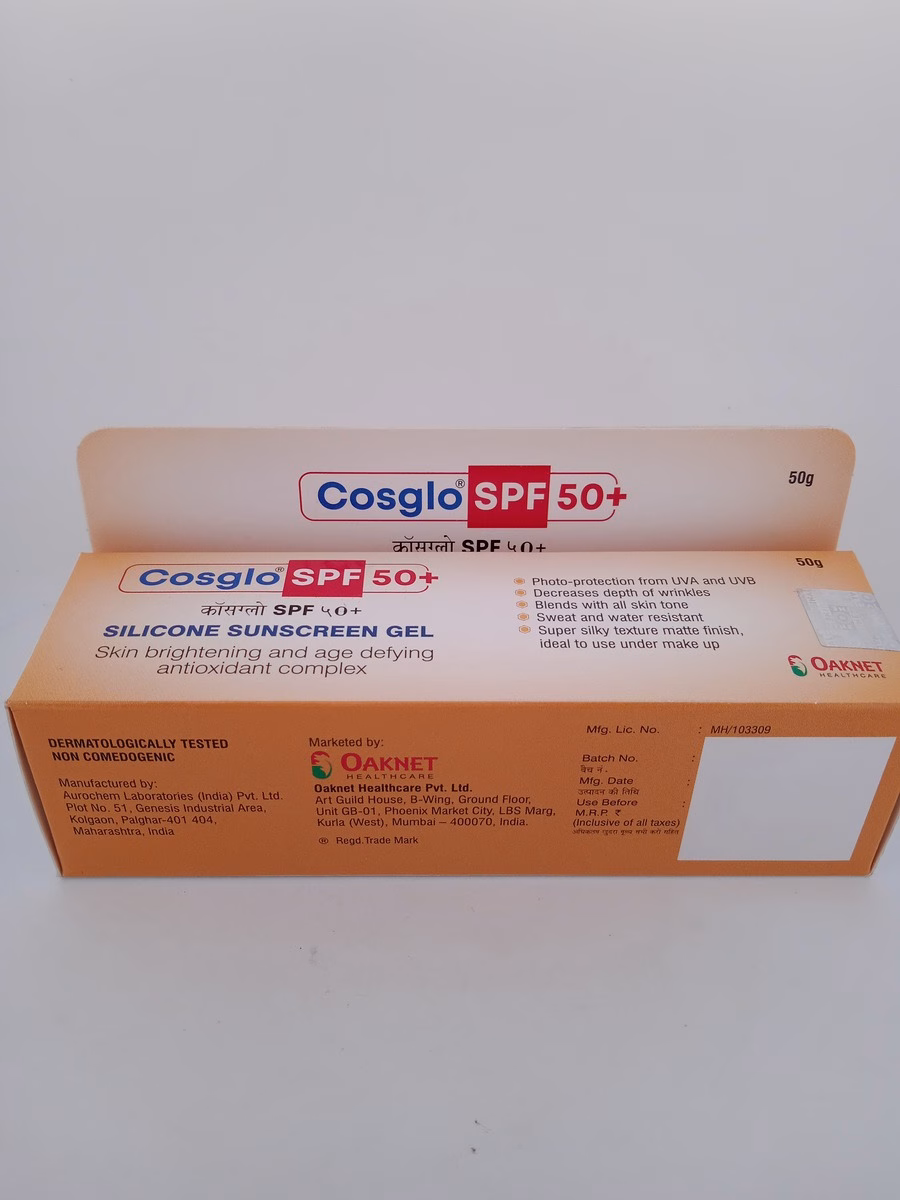 Cosglo® SPF 50+
50g
कॉसग्लो SPF ५०+
Cosglo® SPF 50+
कॉसग्लो SPF ५०+
SILICONE SUNSCREEN GEL
Skin brightening and age defying
antioxidant complex
50g
Photo-protection from UVA and UVB
Decreases depth of wrinkles
Blends with all skin tone
Sweat and water resistant
Super silky texture matte finish,
ideal to use under make up
OAKNET
HEALTHCARE
DERMATOLOGICALLY TESTED
NON COMEDOGENIC
Manufactured by:
Aurochem Laboratories (India) Pvt. Ltd.
Plot No. 51, Genesis Industrial Area,
Kolgaon, Palghar-401 404,
Maharashtra, India
Marketed by:
OAKNET
HEALTHCARE
Oaknet Healthcare Pvt. Ltd.
Art Guild House, B-Wing, Ground Floor,
Unit GB-01, Phoenix Market City, LBS Marg,
Kurla (West), Mumbai – 400070, India.
® Regd.Trade Mark
Mfg. Lic. No. : MH/103309
Batch No. :
बैच नं.
Mfg. Date
उत्पादन की तिथि
Use Before :
M.R.P. ₹
(Inclusive of all taxes)